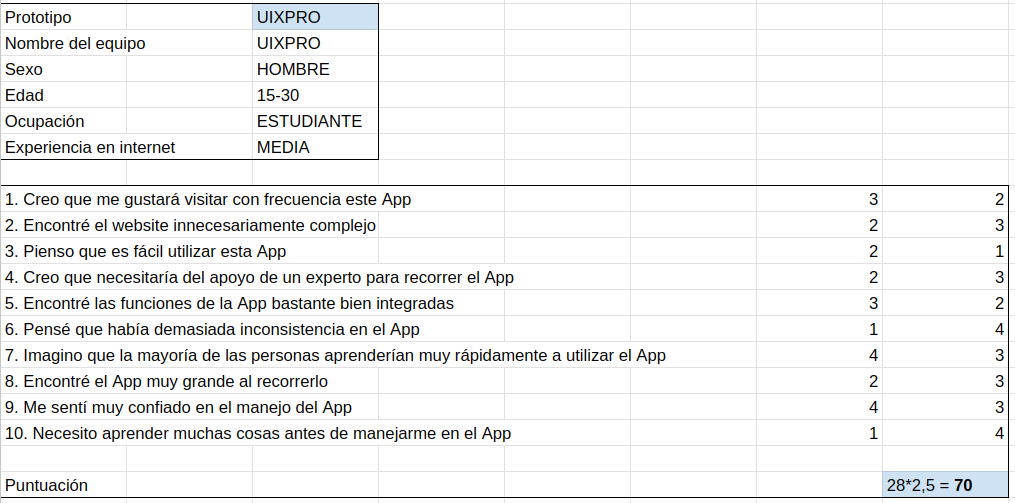 Prototipo UIXPRO
Nombre del equipo UIXPRO
Sexo HOMBRE
Edad 15-30
Ocupación ESTUDIANTE
Experiencia en internet MEDIA
1. Creo que me gustará visitar con frecuencia este App 3 2
2. Encontré el website innecesariamente complejo 2 3
3. Pienso que es fácil utilizar esta App 2 1
4. Creo que necesitaría del apoyo de un experto para recorrer el App 2 3
5. Encontré las funciones de la App bastante bien integradas 3 2
6. Pensé que había demasiada inconsistencia en el App 1 4
7. Imagino que la mayoría de las personas aprenderían muy rápidamente a utilizar el App 4 3
8. Encontré el App muy grande al recorrerlo 2 3
9. Me sentí muy confiado en el manejo del App 4 3
10. Necesito aprender muchas cosas antes de manejarme en el App 1 4
Puntuación 28*2,5 = 70